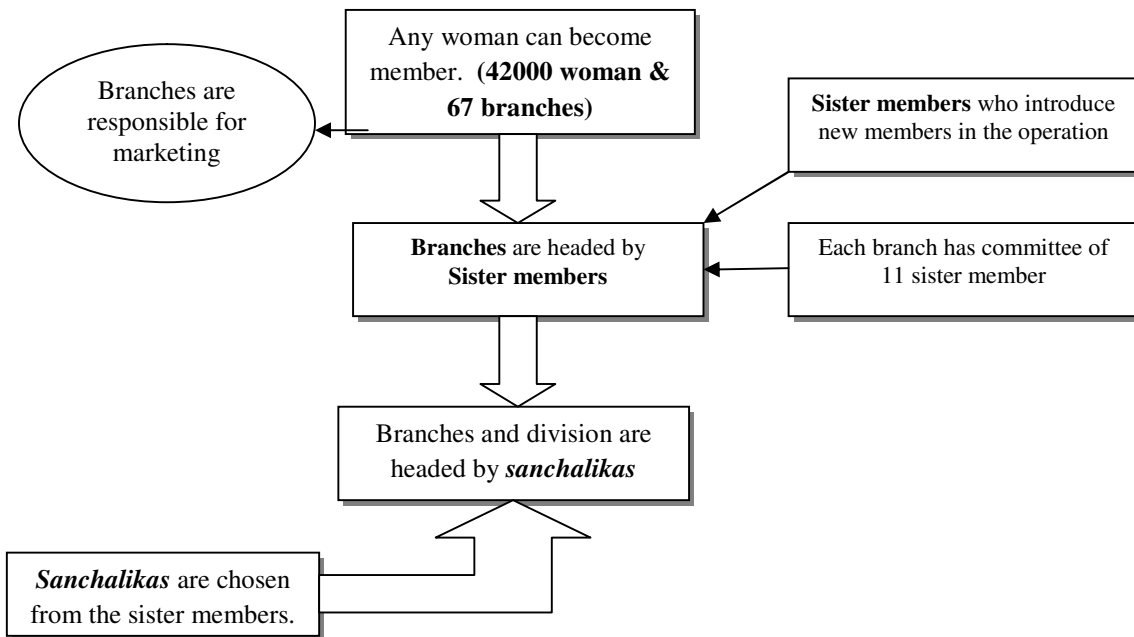 Any woman can become
member. (42000 woman &
67 branches)
Branches are
responsible for
marketing
Sister members who introduce
new members in the operation
Branches are headed by
Sister members
Each branch has committee of
11 sister member
Branches and division are
headed by sanchalikas
Sanchalikas are chosen
from the sister members.